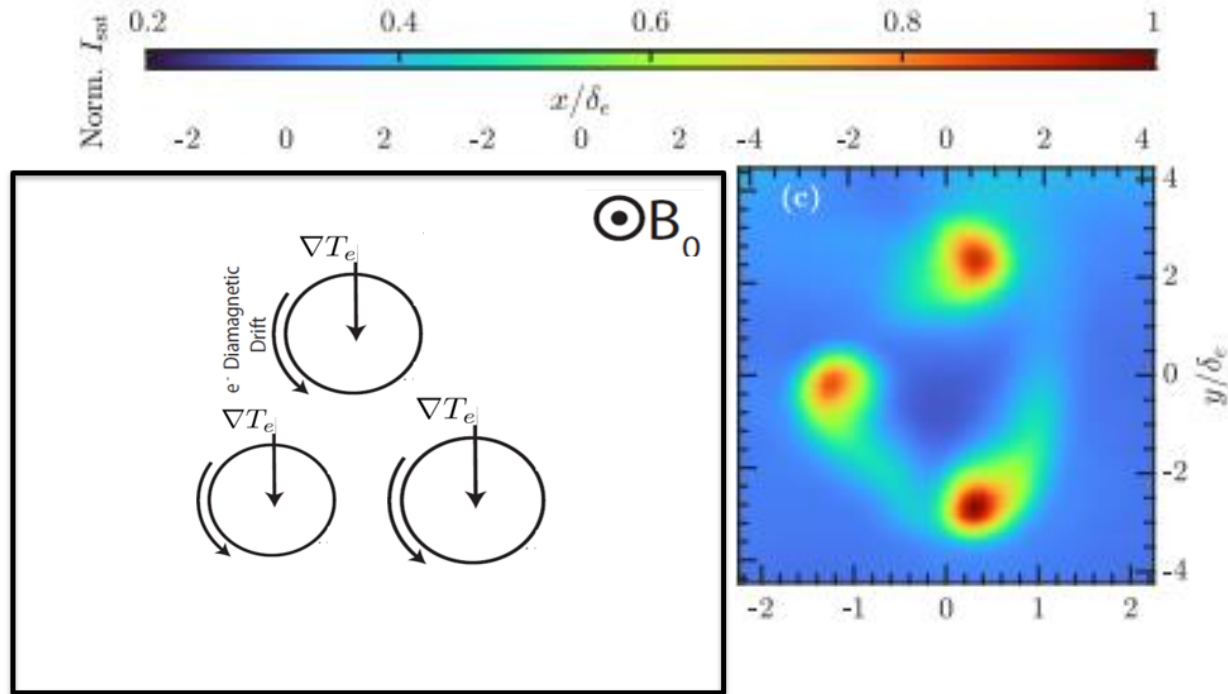 0.2 0.4 0.6 0.8 1
Norm. I_sat
x/δ_e
-2 0 2 -2 0 2 -4 -2 0 2 4
⊙B_0
∇T_e
e⁻ Diamagnetic
Drift
∇T_e
∇T_e
(c)
4
2
0
-2
-4
y/δ_e
-2 -1 0 1 2